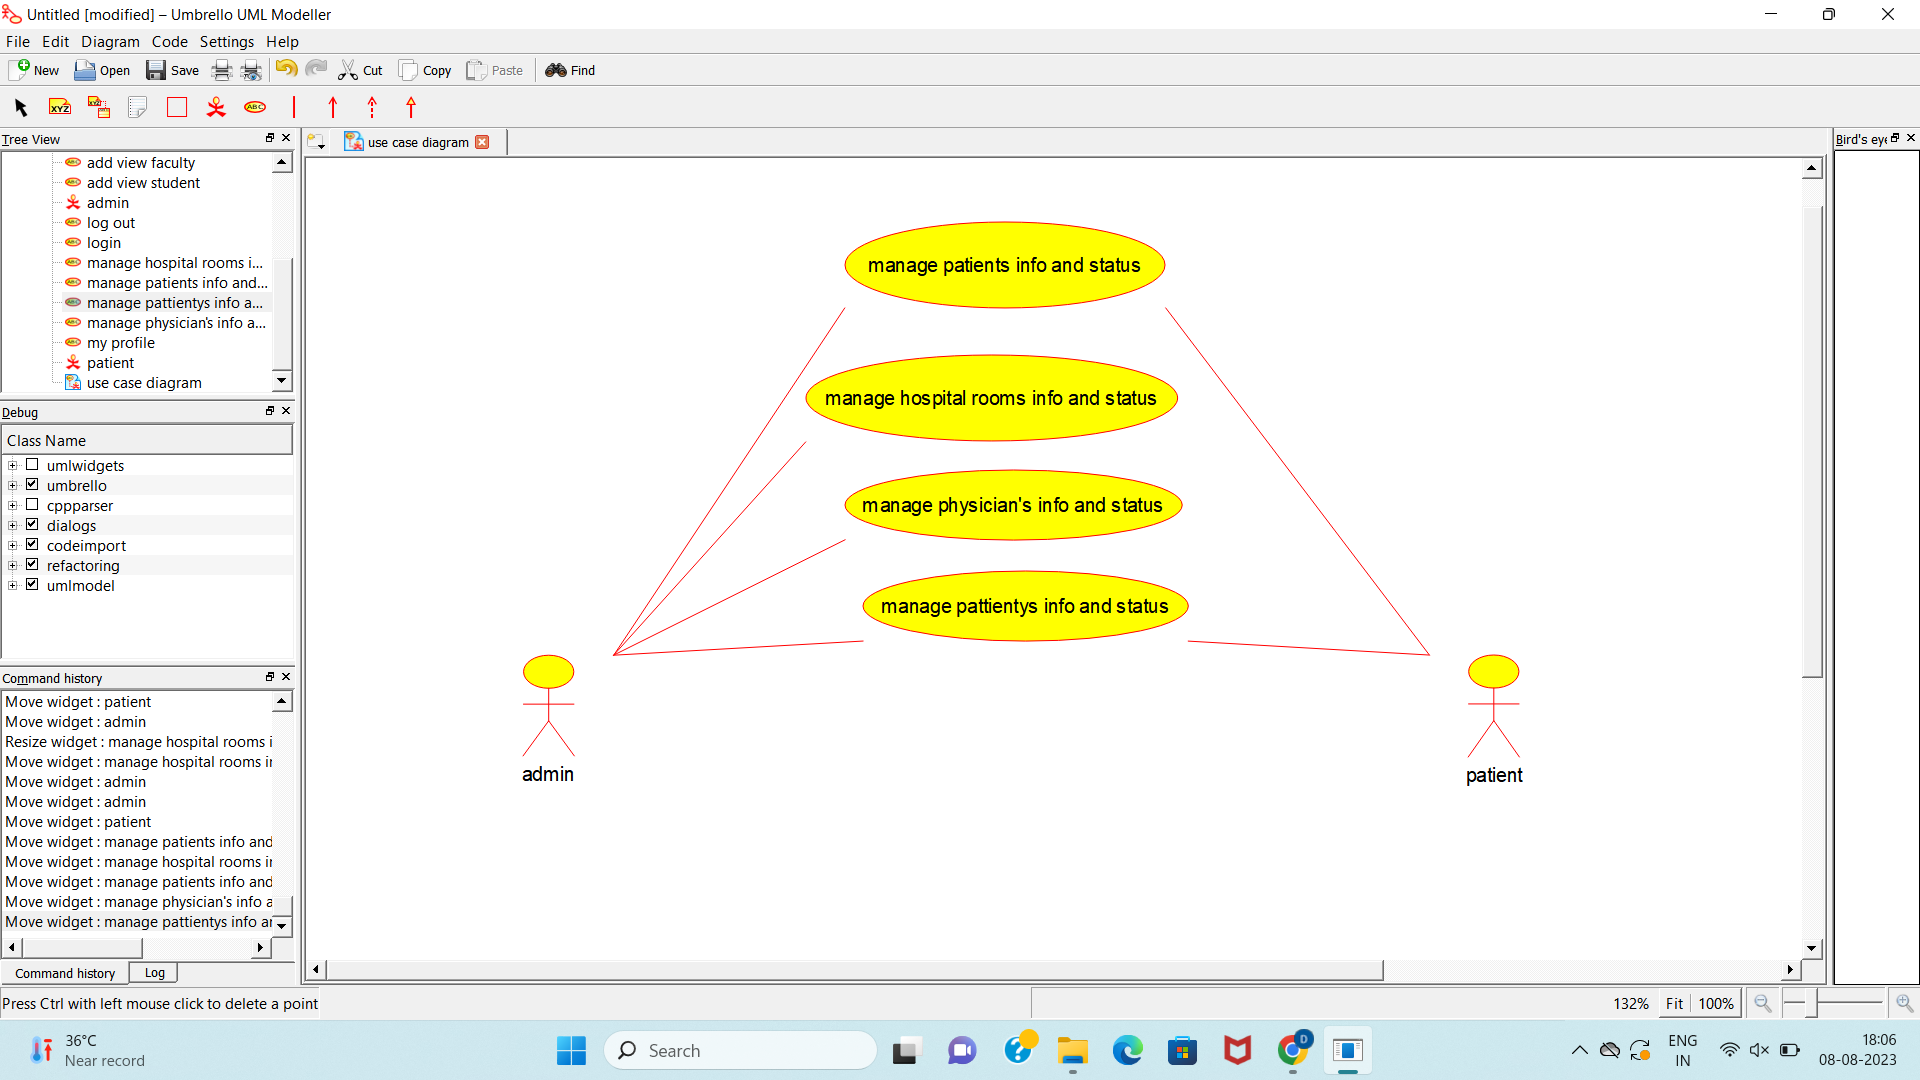 Untitled [modified] – Umbrello UML Modeller
File Edit Diagram Code Settings Help
New Open Save Cut Copy Paste Find
XYZ XYZ ABC
Tree View
use case diagram
Bird's eye
add view faculty
add view student
admin
log out
login
manage hospital rooms i...
manage patients info and...
manage pattientys info a...
manage physician's info a...
my profile
patient
use case diagram
Debug
Class Name
umlwidgets
umbrello
cppparser
dialogs
codeimport
refactoring
umlmodel
Command history
Move widget : patient
Move widget : admin
Resize widget : manage hospital rooms i
Move widget : manage hospital rooms in
Move widget : admin
Move widget : admin
Move widget : patient
Move widget : manage patients info and
Move widget : manage hospital rooms in
Move widget : manage patients info and
Move widget : manage physician's info a
Move widget : manage pattientys info an
Command history Log
manage patients info and status
manage hospital rooms info and status
manage physician's info and status
manage pattientys info and status
admin
patient
Press Ctrl with left mouse click to delete a point
132% Fit 100%
36°C
Near record
Search
D
ENG
IN
18:06
08-08-2023